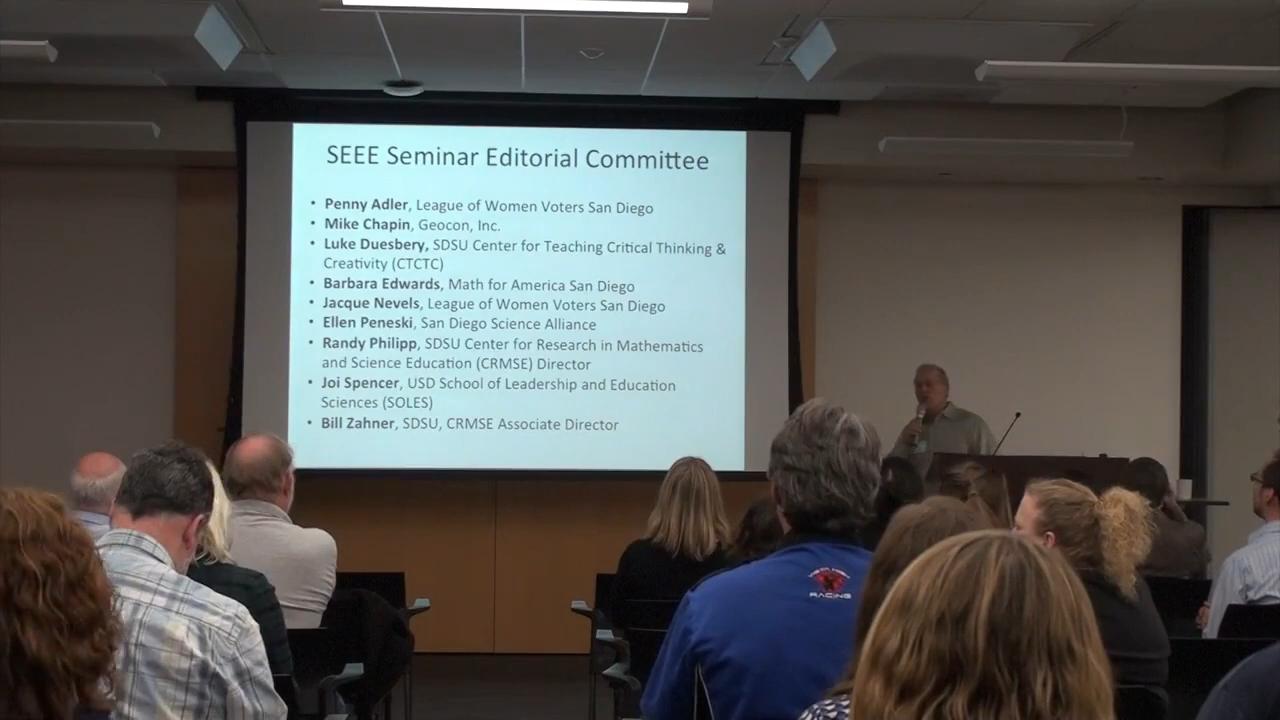 SEEE Seminar Editorial Committee
• Penny Adler, League of Women Voters San Diego
• Mike Chapin, Geocon, Inc.
• Luke Duesbery, SDSU Center for Teaching Critical Thinking &
Creativity (CTCTC)
• Barbara Edwards, Math for America San Diego
• Jacque Nevels, League of Women Voters San Diego
• Ellen Peneski, San Diego Science Alliance
• Randy Philipp, SDSU Center for Research in Mathematics
and Science Education (CRMSE) Director
• Joi Spencer, USD School of Leadership and Education
Sciences (SOLES)
• Bill Zahner, SDSU, CRMSE Associate Director
RACING